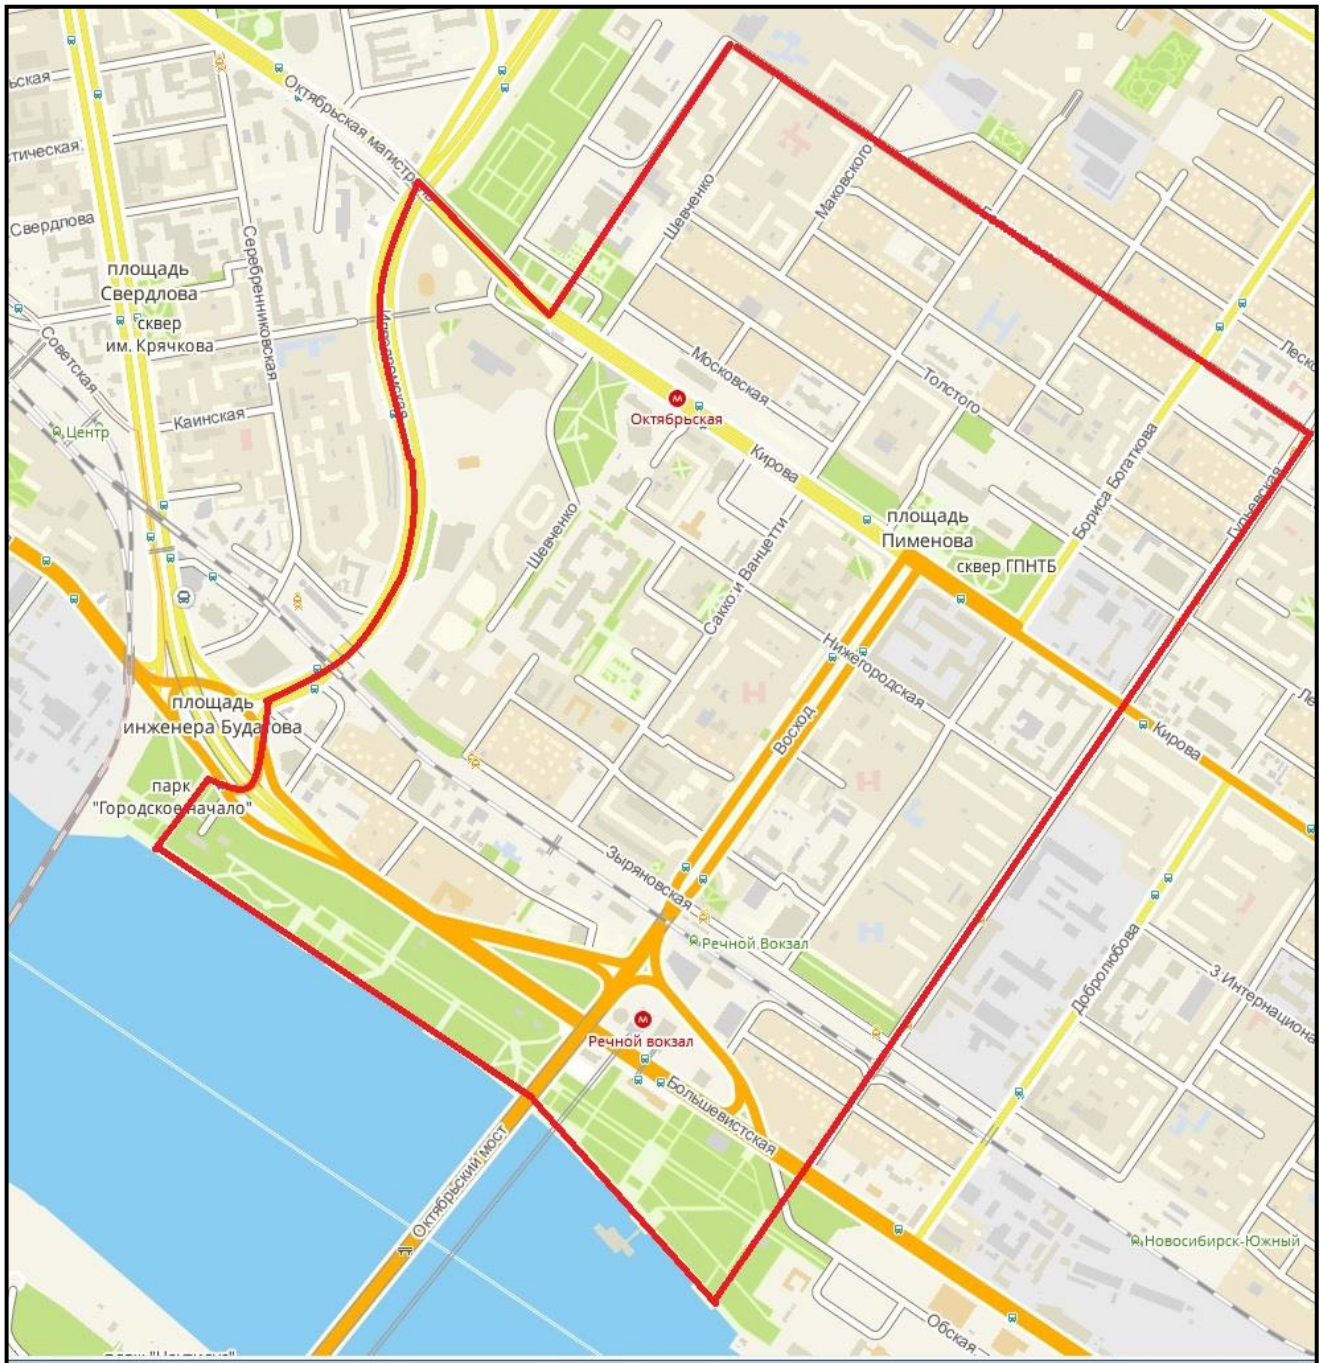 ьская
Октябрьская магистраль
тическая
Свердлова
Серебренниковская
площадь
Свердлова
сквер
им. Крячкова
Советская
Шевченко
Маковского
Ипподромская
Каинская
Центр
Московская
Октябрьская
Толстого
Леско
Кирова
Бориса Богаткова
Гурьевская
площадь
Пименова
сквер ГПНТБ
Шевченко
Сакко и Ванцетти
Нижегородская
площадь
инженера Будагова
Восход
Кирова
Ле
парк
"Городское начало"
Зыряновская
Речной Вокзал
Добролюбова
3 Интернациона
Речной вокзал
Большевистская
Октябрьский мост
Новосибирск-Южный
Обская